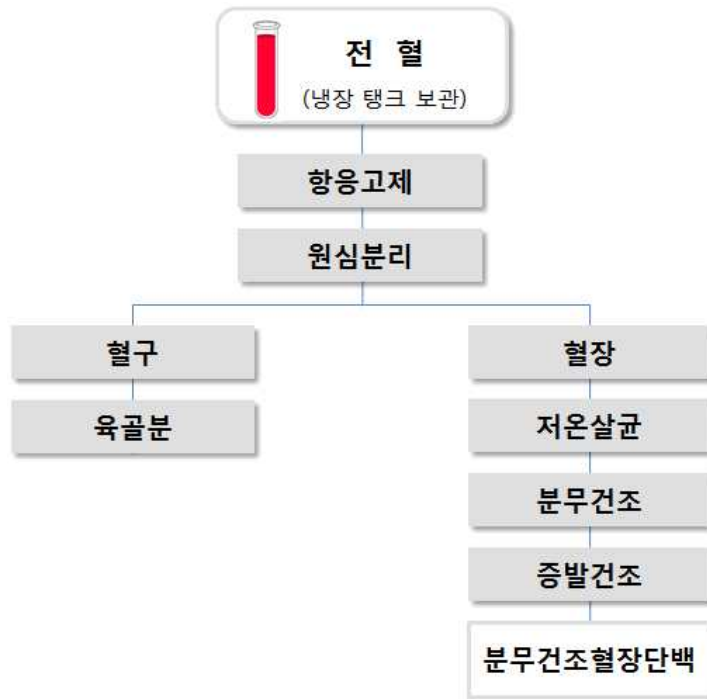 전 혈
(냉장 탱크 보관)
항응고제
원심분리
혈구
혈장
육골분
저온살균
분무건조
증발건조
분무건조혈장단백